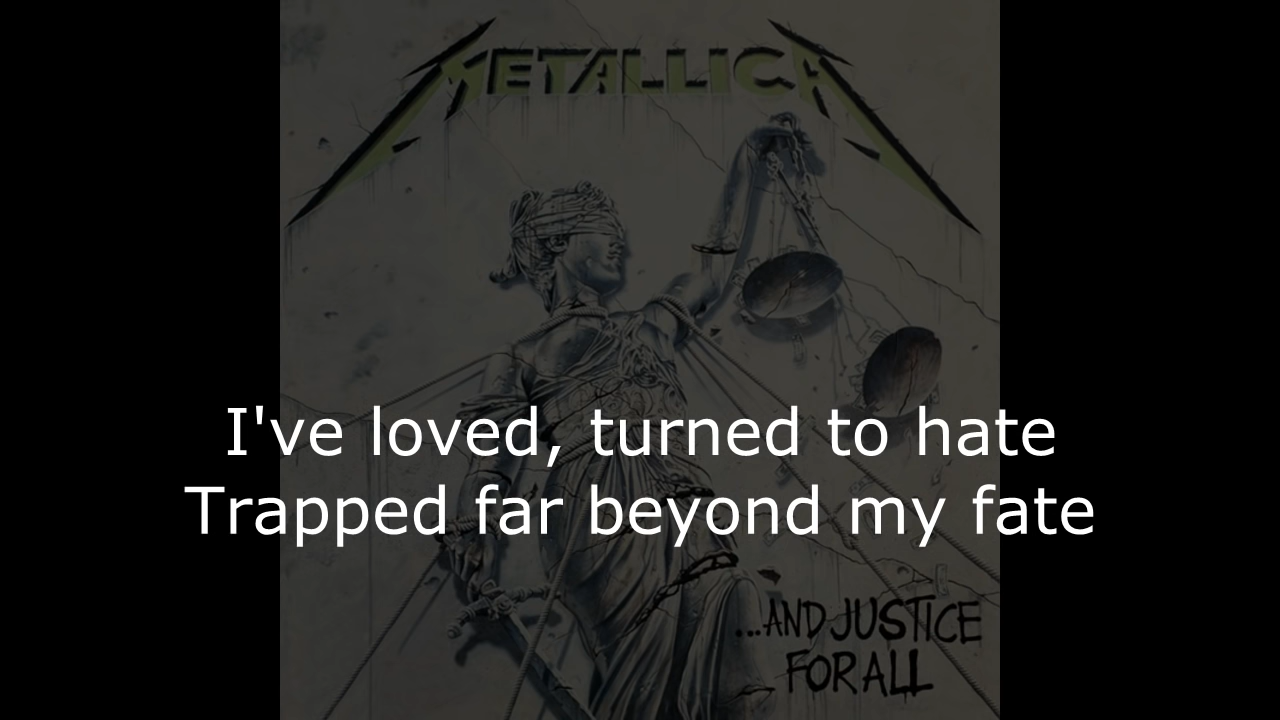 METALLICA
I've loved, turned to hate
Trapped far beyond my fate
...AND JUSTICE
FOR ALL